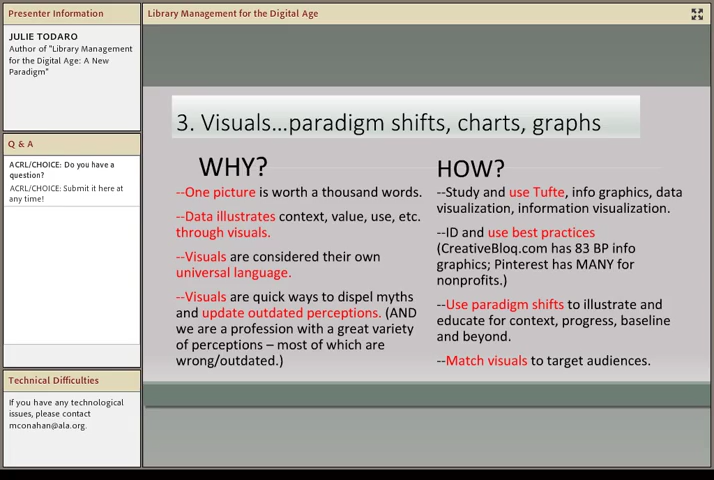 Presenter Information
JULIE TODARO
Author of "Library Management
for the Digital Age: A New
Paradigm"
Q & A
ACRL/CHOICE: Do you have a
question?
ACRL/CHOICE: Submit it here at
any time!
Technical Difficulties
If you have any technological
issues, please contact
mconahan@ala.org.
Library Management for the Digital Age
3. Visuals...paradigm shifts, charts, graphs
WHY?
--One picture is worth a thousand words.
--Data illustrates context, value, use, etc.
through visuals.
--Visuals are considered their own
universal language.
--Visuals are quick ways to dispel myths
and update outdated perceptions. (AND
we are a profession with a great variety
of perceptions – most of which are
wrong/outdated.)
HOW?
--Study and use Tufte, info graphics, data
visualization, information visualization.
--ID and use best practices
(CreativeBloq.com has 83 BP info
graphics; Pinterest has MANY for
nonprofits.)
--Use paradigm shifts to illustrate and
educate for context, progress, baseline
and beyond.
--Match visuals to target audiences.